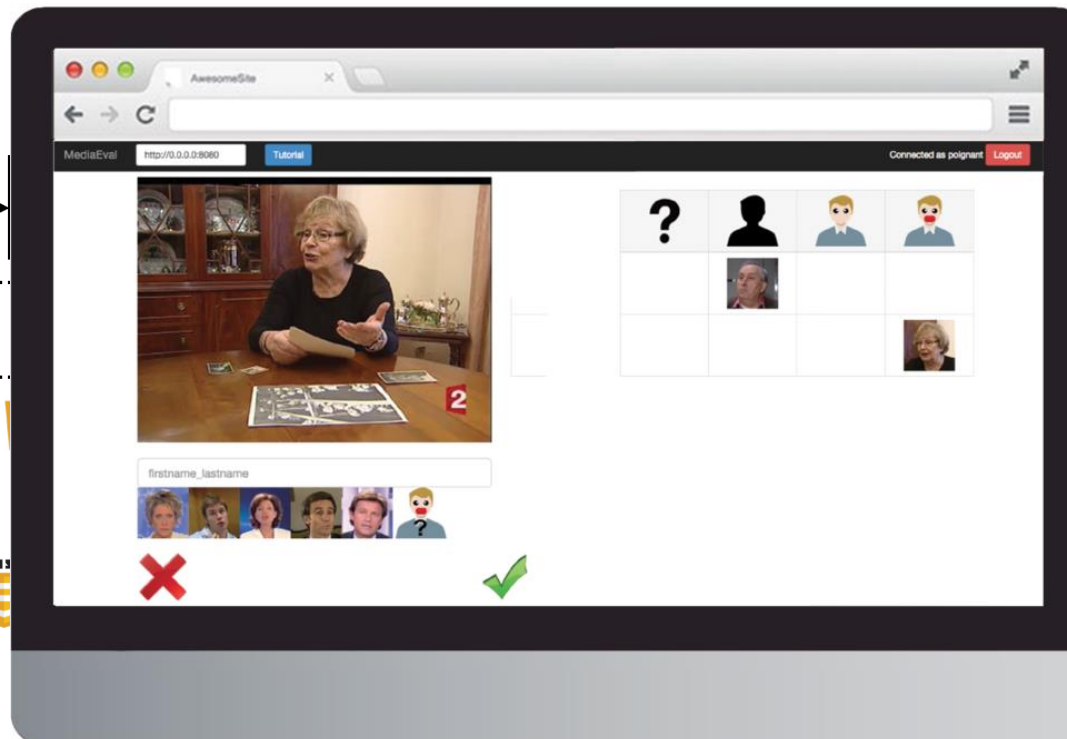 AwesomeSite
MediaEval
http://0.0.0.0:8080
Tutorial
Connected as poignant
Logout
?
2
firstname_lastname
?